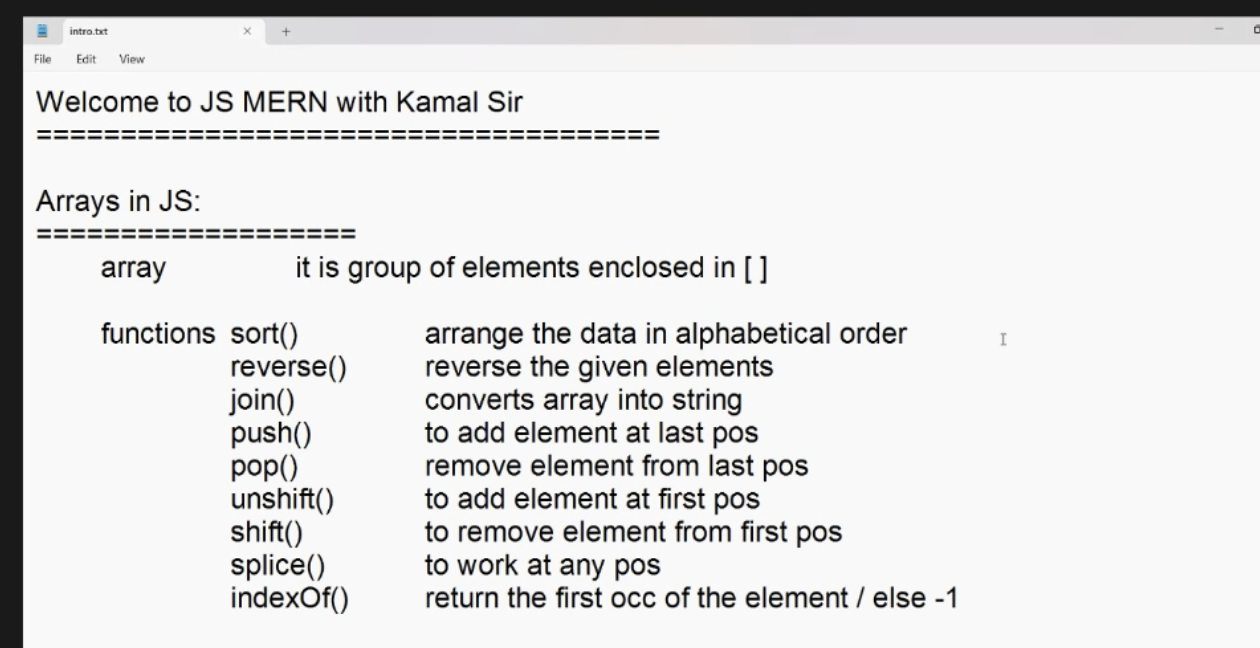 intro.txt
File Edit View
Welcome to JS MERN with Kamal Sir
=====================================
Arrays in JS:
===================
array it is group of elements enclosed in [ ]
functions sort() arrange the data in alphabetical order
reverse() reverse the given elements
join() converts array into string
push() to add element at last pos
pop() remove element from last pos
unshift() to add element at first pos
shift() to remove element from first pos
splice() to work at any pos
indexOf() return the first occ of the element / else -1